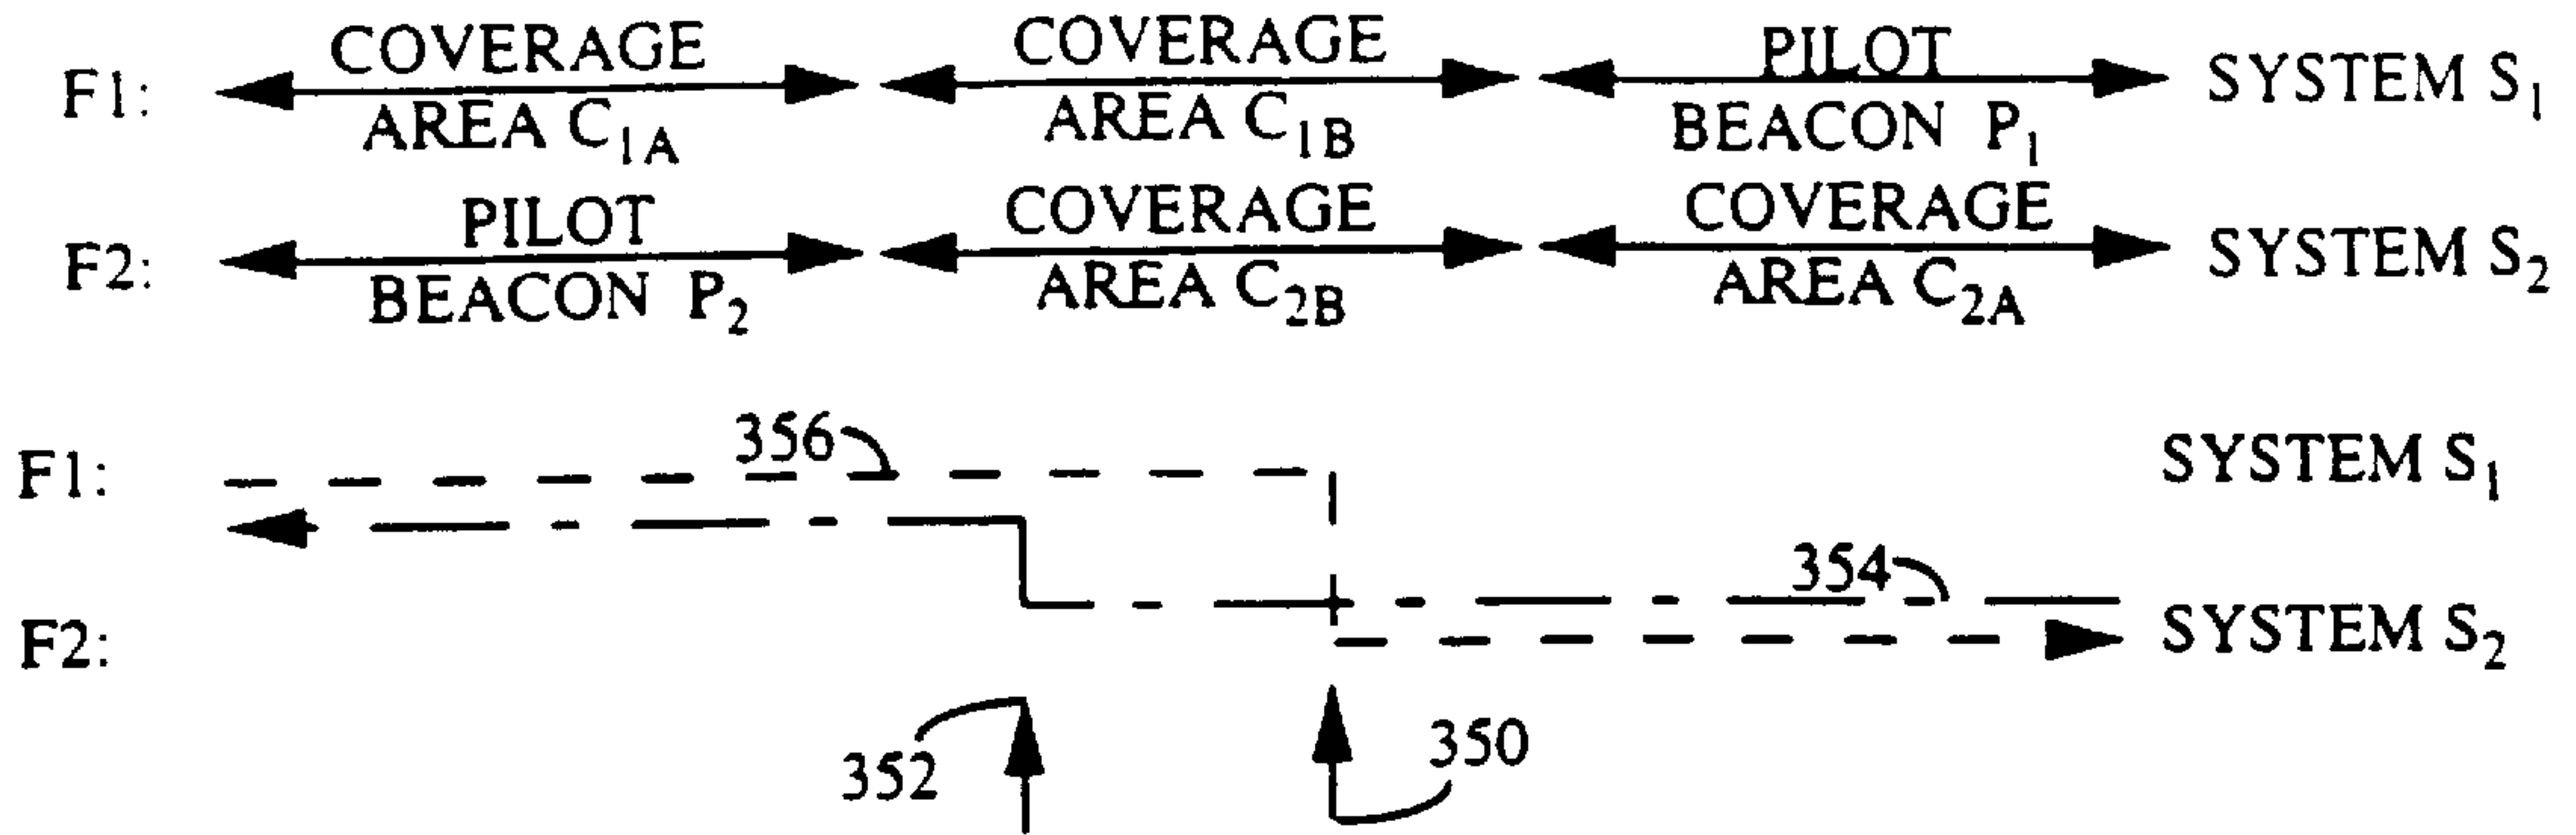 F1: COVERAGE AREA C1A COVERAGE AREA C1B PILOT BEACON P1 SYSTEM S1
F2: PILOT BEACON P2 COVERAGE AREA C2B COVERAGE AREA C2A SYSTEM S2
F1: 356 SYSTEM S1
F2: 354 SYSTEM S2
352 350